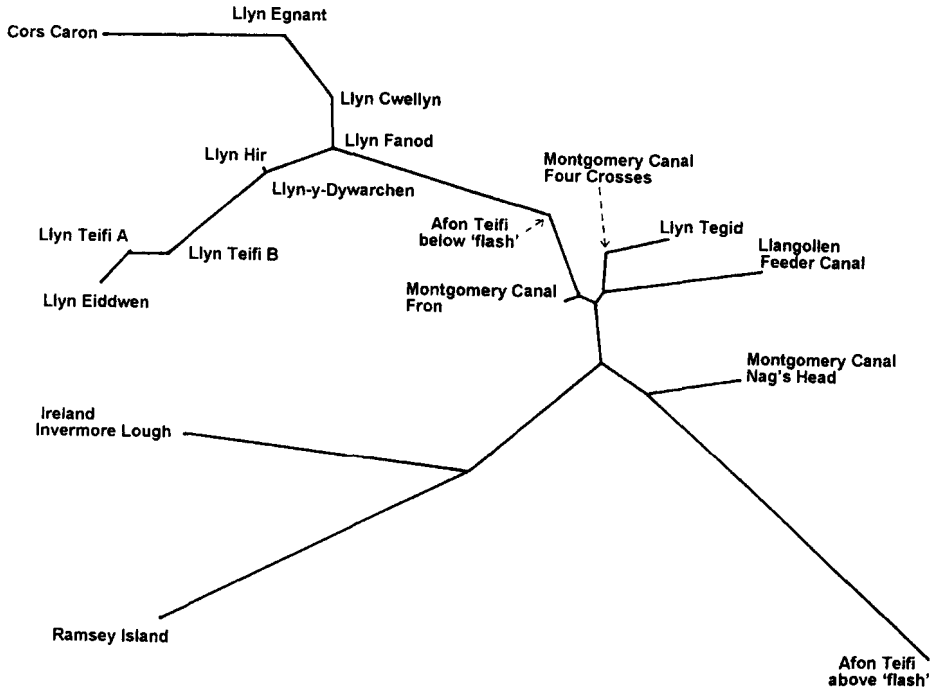 Llyn Egnant
Cors Caron
Llyn Cwellyn
Llyn Fanod
Llyn Hir
Montgomery Canal
Four Crosses
Llyn-y-Dywarchen
Afon Teifi
below 'flash'
Llyn Tegid
Llyn Teifi A
Llyn Teifi B
Llangollen
Feeder Canal
Llyn Eiddwen
Montgomery Canal
Fron
Montgomery Canal
Nag's Head
Ireland
Invermore Lough
Ramsey Island
Afon Teifi
above 'flash'